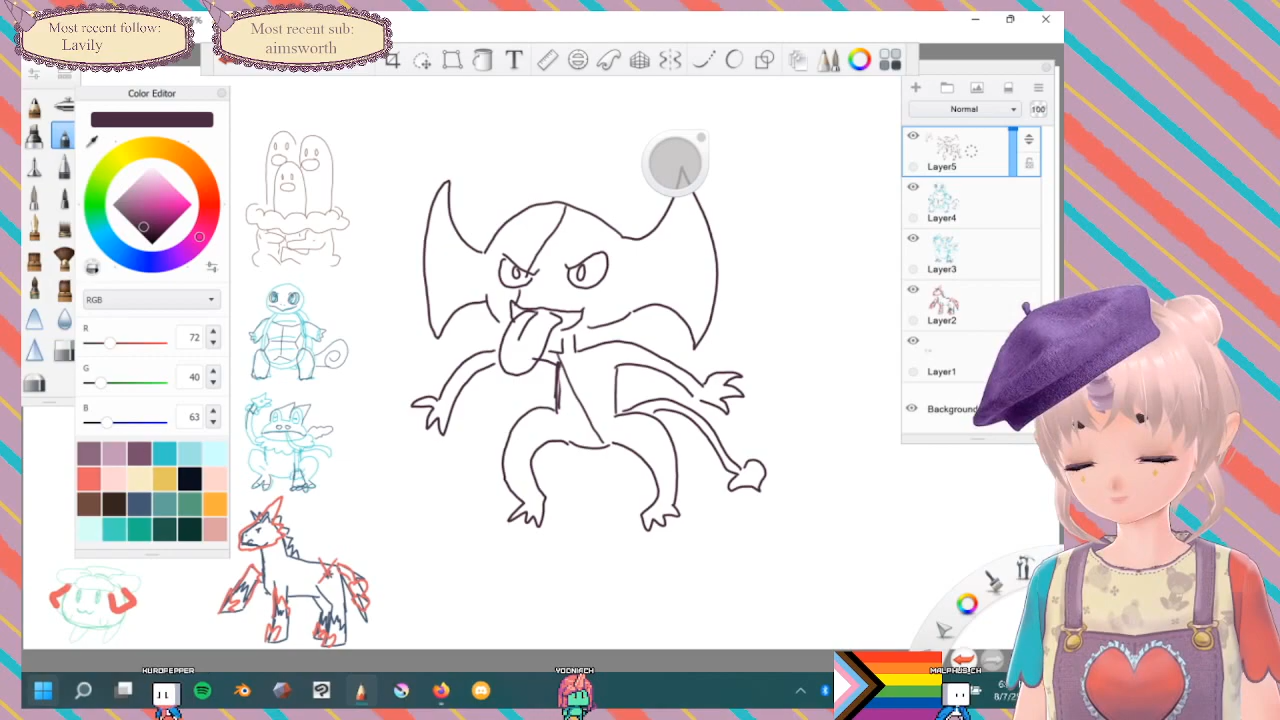 Most recent follow:
Lavily
Most recent sub:
aimsworth
T
Color Editor
RGB
R
72
G
40
B
63
Normal
100
Layer5
Layer4
Layer3
Layer2
Layer1
Background
KUROPEPPER